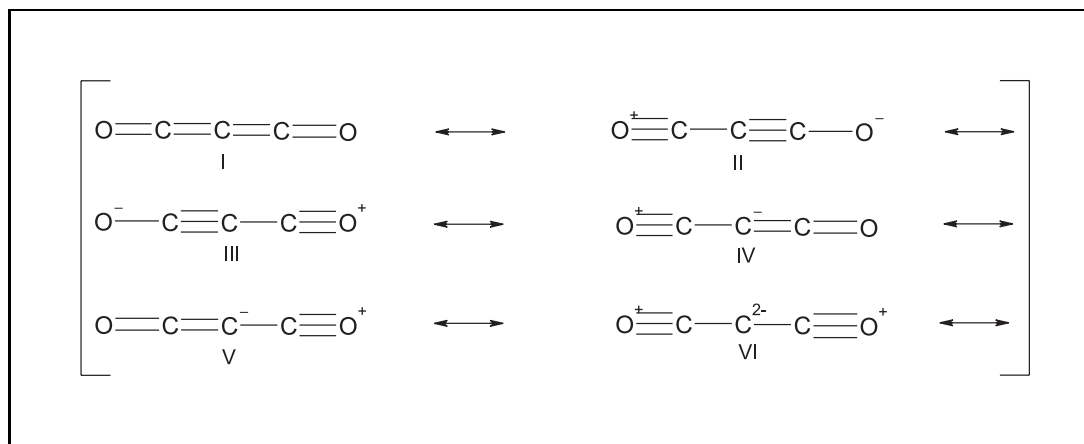 O C C C O O+ C C C O−
I II
O− C C C O+ O+ C C− C O
III IV
O C C− C O+ O+ C C2- C O+
V VI